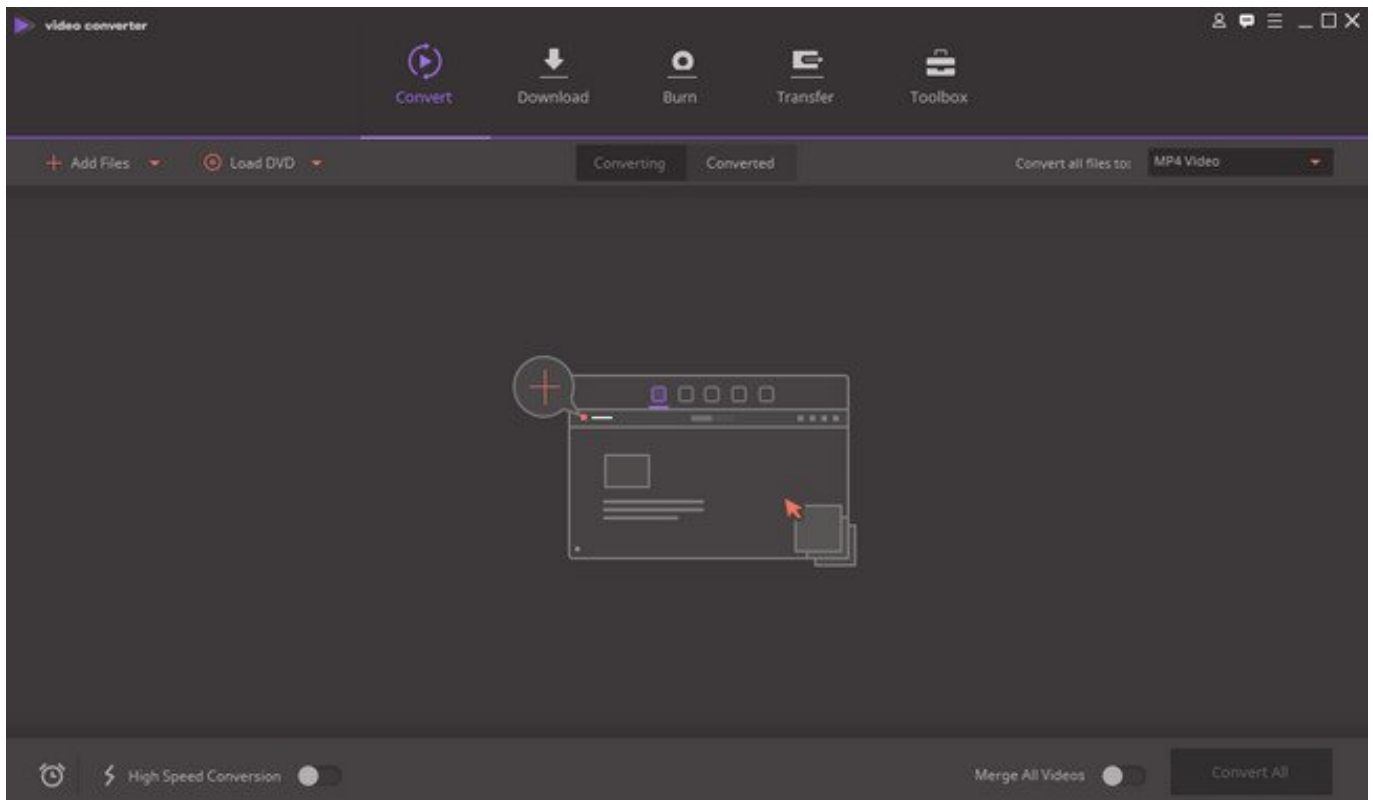 video converter
Convert Download Burn Transfer Toolbox
Add Files Load DVD Converting Converted Convert all files to: MP4 Video
High Speed Conversion Merge All Videos Convert All